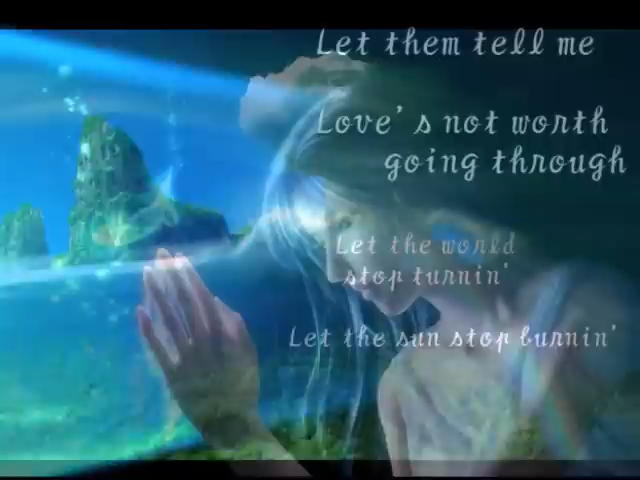 Let them tell me
Love's not worth
going through
Let the world
stop turnin'
Let the sun stop burnin'